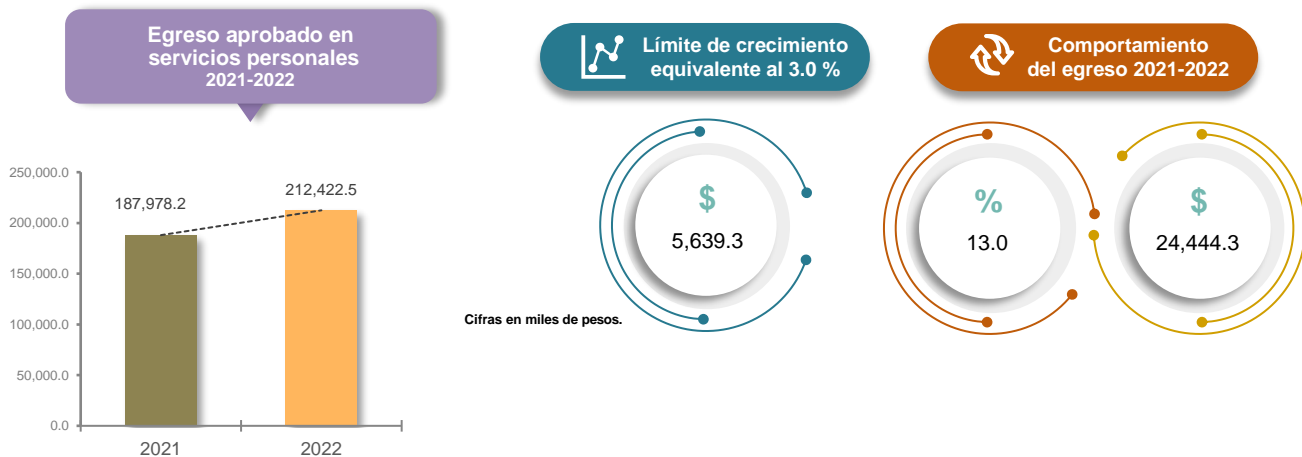 Egreso aprobado en
servicios personales
2021-2022
250,000.0
200,000.0
150,000.0
100,000.0
50,000.0
0.0
187,978.2
212,422.5
2021
2022
Límite de crecimiento
equivalente al 3.0 %
$
5,639.3
Cifras en miles de pesos.
Comportamiento
del egreso 2021-2022
%
13.0
$
24,444.3